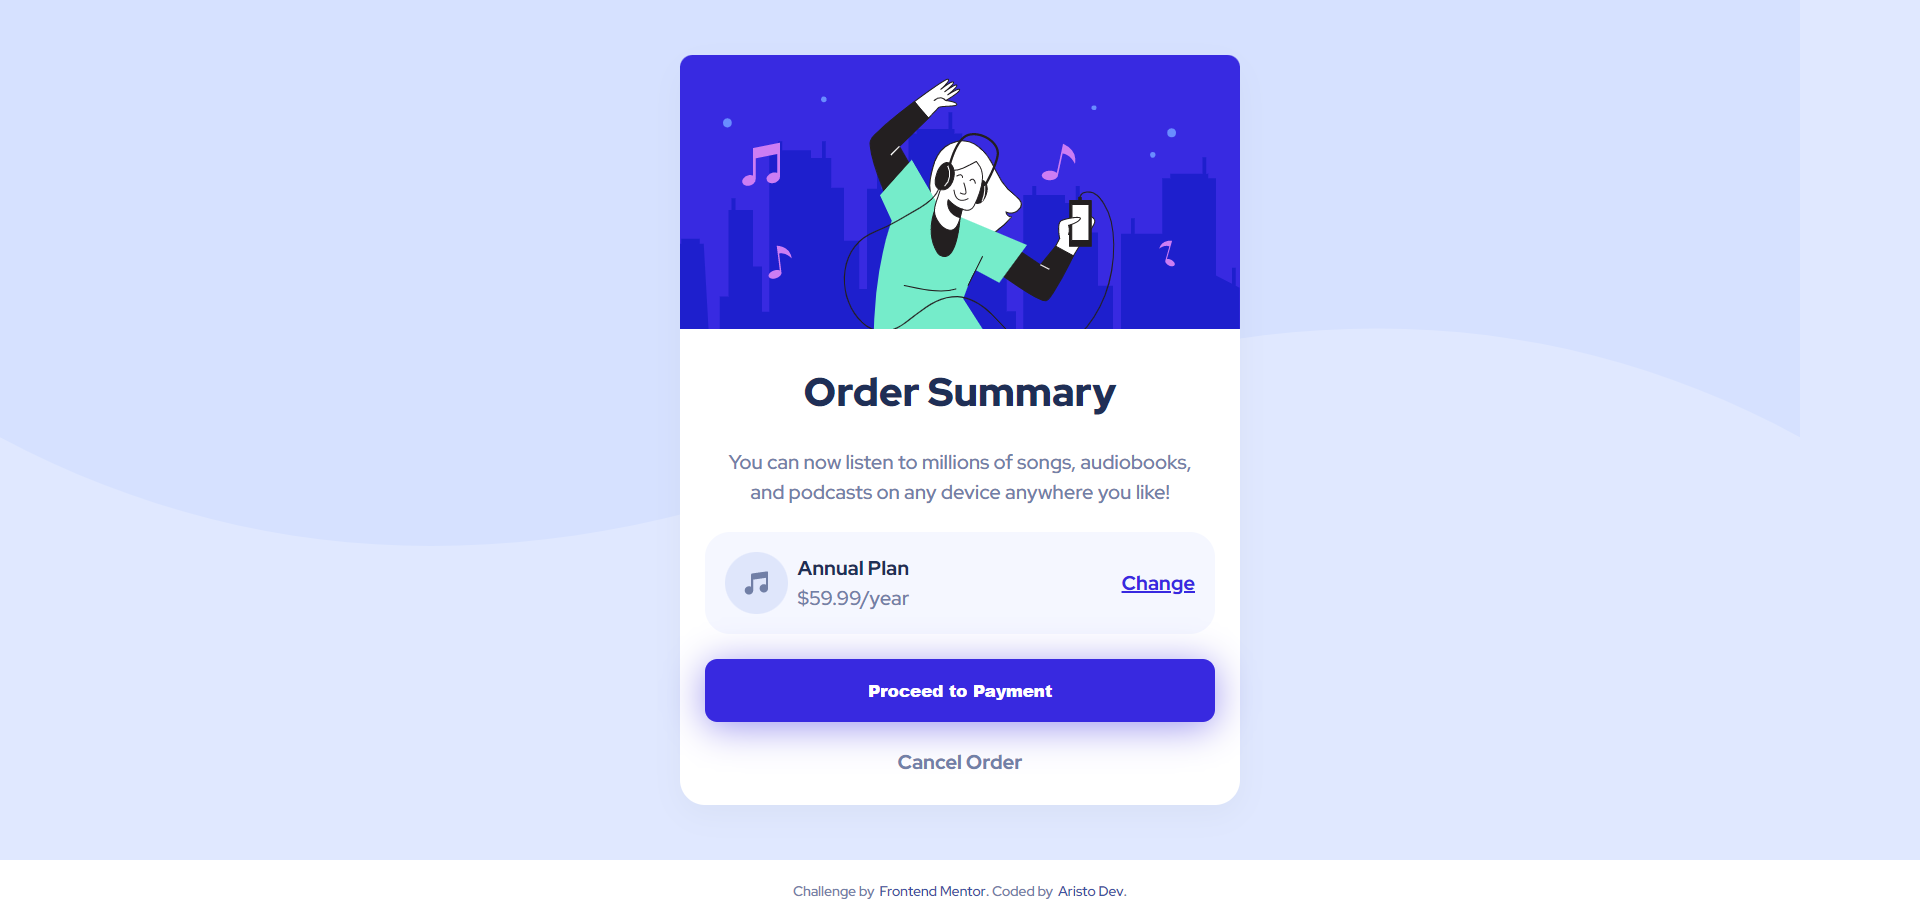 Order Summary
You can now listen to millions of songs, audiobooks,
and podcasts on any device anywhere you like!
Annual Plan
$59.99/year
Change
Proceed to Payment
Cancel Order
Challenge by Frontend Mentor. Coded by Aristo Dev.